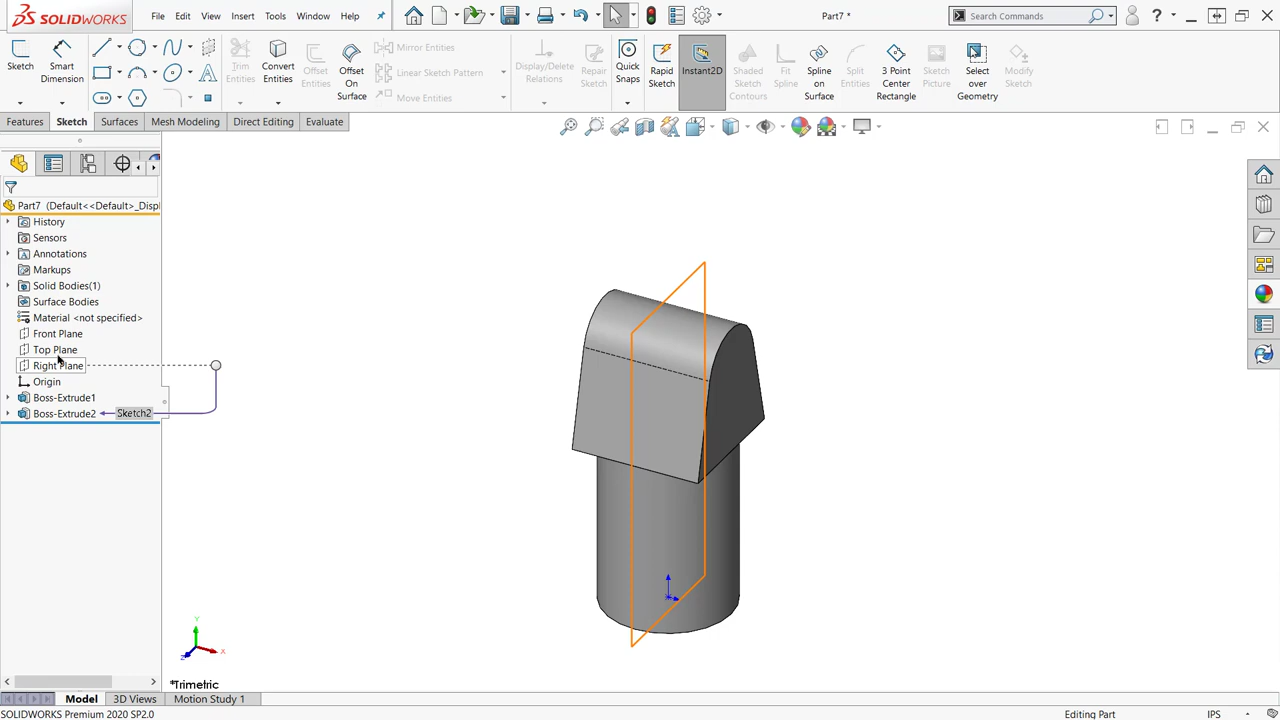 SOLIDWORKS
File Edit View Insert Tools Window Help
Part7 *
Search Commands
Sketch
Smart Dimension
Trim Entities
Convert Entities
Offset Entities
Offset On Surface
Mirror Entities
Linear Sketch Pattern
Move Entities
Display/Delete Relations
Repair Sketch
Quick Snaps
Rapid Sketch
Instant2D
Shaded Sketch Contours
Fit Spline
Spline on Surface
Split Entities
3 Point Center Rectangle
Sketch Picture
Select over Geometry
Modify Sketch
Features Sketch Surfaces Mesh Modeling Direct Editing Evaluate
Part7 (Default<<Default>_Displ
History
Sensors
Annotations
Markups
Solid Bodies(1)
Surface Bodies
Material <not specified>
Front Plane
Top Plane
Right Plane
Origin
Boss-Extrude1
Boss-Extrude2 Sketch2
Y
X
Z
*Trimetric
Model 3D Views Motion Study 1
SOLIDWORKS Premium 2020 SP2.0 Editing Part IPS